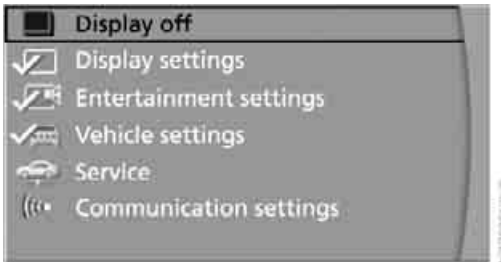 Display off
Display settings
Entertainment settings
Vehicle settings
Service
Communication settings